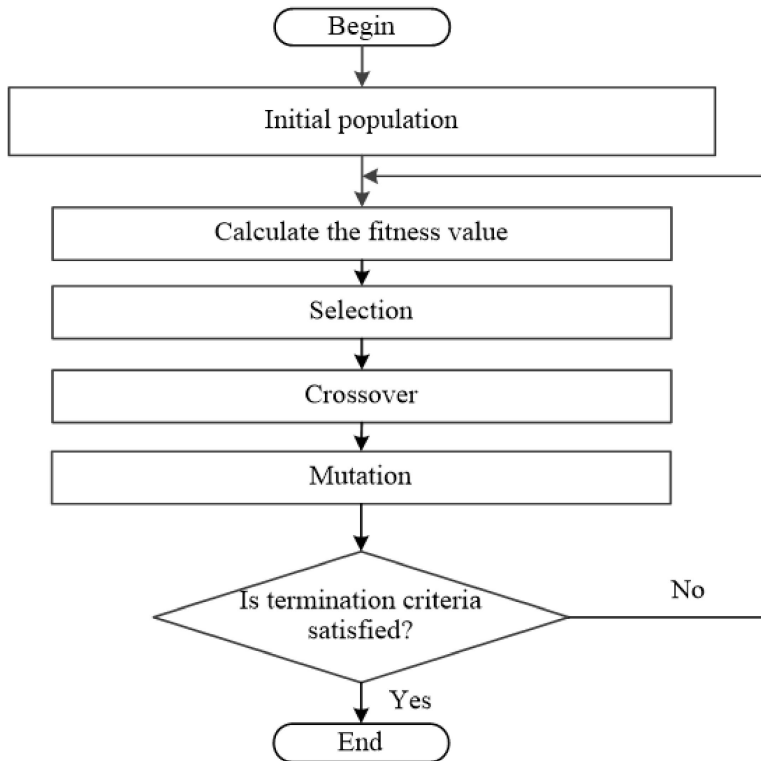 Begin
Initial population
Calculate the fitness value
Selection
Crossover
Mutation
Is termination criteria
satisfied?
No
Yes
End